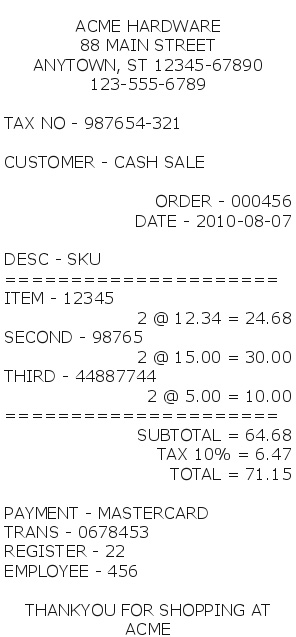 ACME HARDWARE
88 MAIN STREET
ANYTOWN, ST 12345-67890
123-555-6789
TAX NO - 987654-321
CUSTOMER - CASH SALE
ORDER - 000456
DATE - 2010-08-07
DESC - SKU
=====================
ITEM - 12345
2 @ 12.34 = 24.68
SECOND - 98765
2 @ 15.00 = 30.00
THIRD - 44887744
2 @ 5.00 = 10.00
=====================
SUBTOTAL = 64.68
TAX 10% = 6.47
TOTAL = 71.15
PAYMENT - MASTERCARD
TRANS - 0678453
REGISTER - 22
EMPLOYEE - 456
THANKYOU FOR SHOPPING AT
ACME